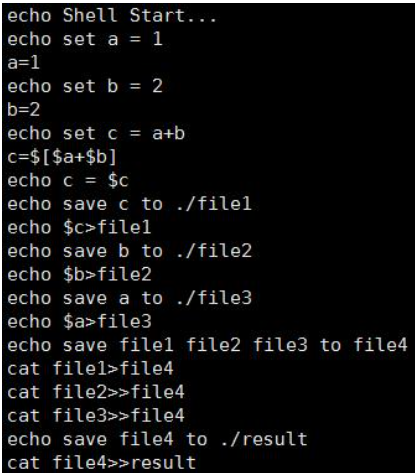 echo Shell Start...
echo set a = 1
a=1
echo set b = 2
b=2
echo set c = a+b
c=$[$a+$b]
echo c = $c
echo save c to ./file1
echo $c>file1
echo save b to ./file2
echo $b>file2
echo save a to ./file3
echo $a>file3
echo save file1 file2 file3 to file4
cat file1>file4
cat file2>>file4
cat file3>>file4
echo save file4 to ./result
cat file4>>result